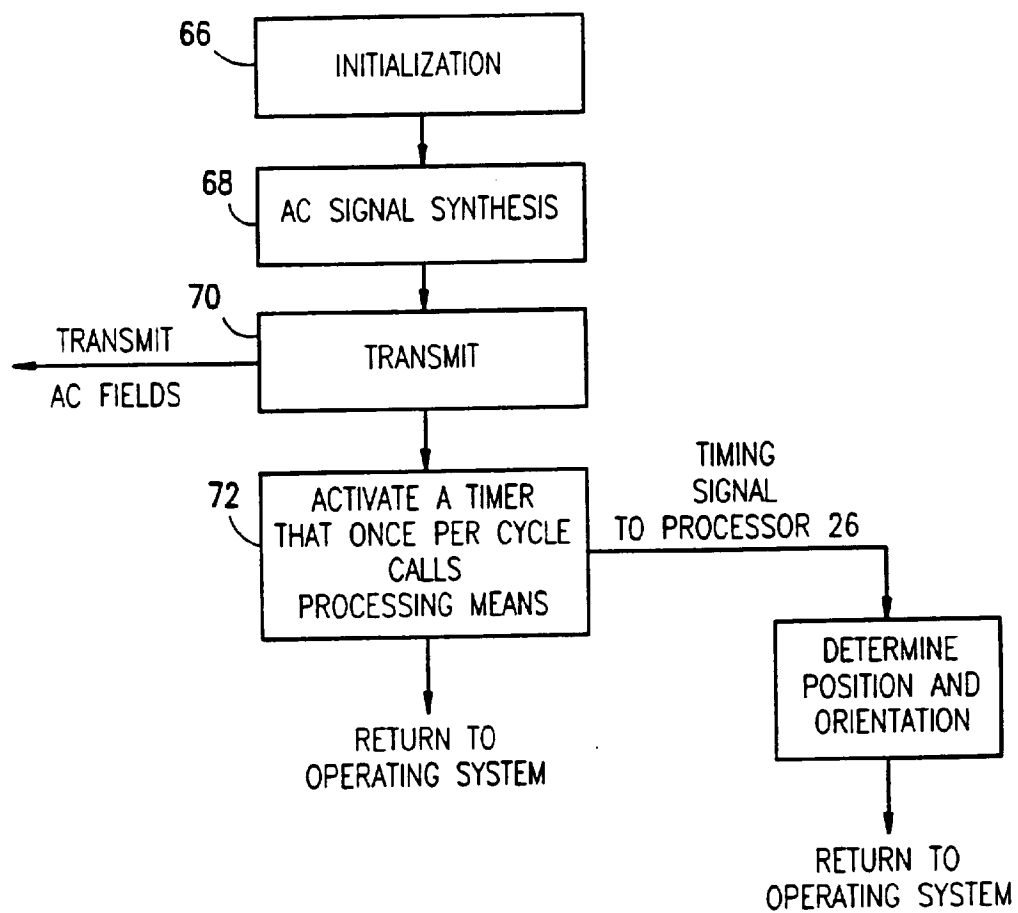 66
INITIALIZATION
68
AC SIGNAL SYNTHESIS
70
TRANSMIT
TRANSMIT
AC FIELDS
72
ACTIVATE A TIMER
THAT ONCE PER CYCLE
CALLS
PROCESSING MEANS
TIMING
SIGNAL
TO PROCESSOR 26
DETERMINE
POSITION AND
ORIENTATION
RETURN TO
OPERATING SYSTEM
RETURN TO
OPERATING SYSTEM